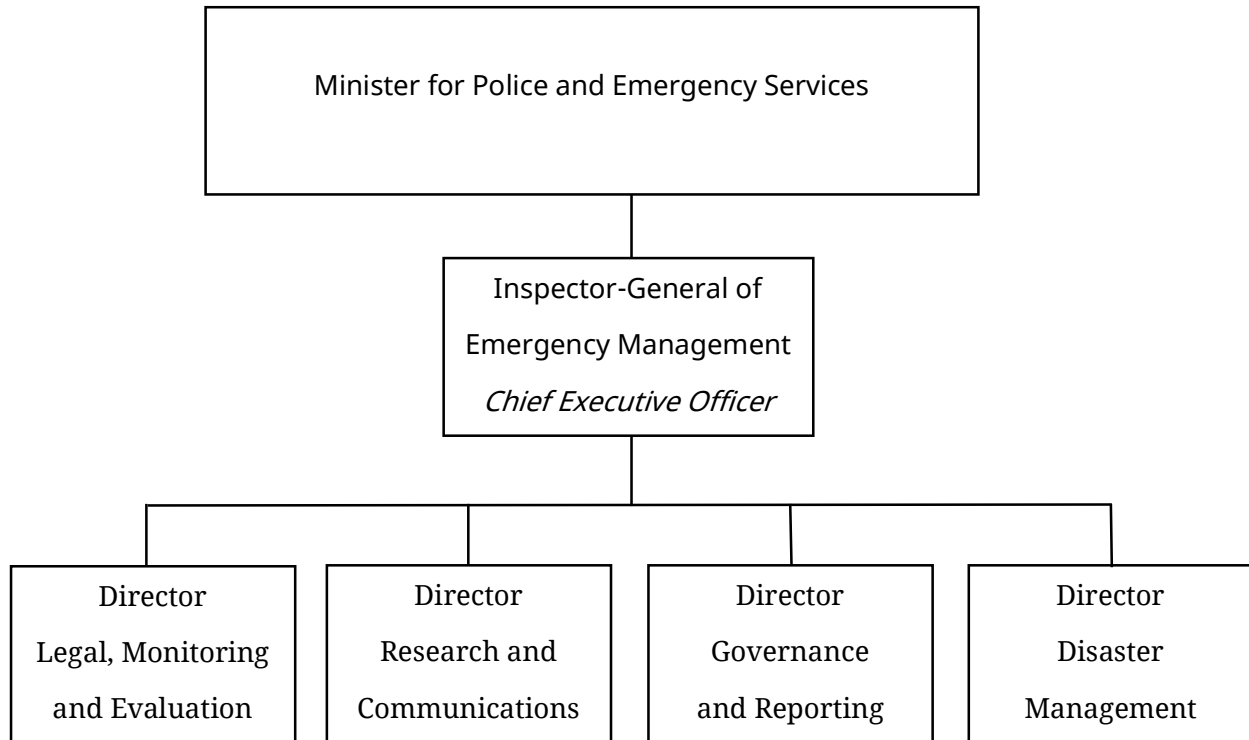 Minister for Police and Emergency Services
Inspector-General of
Emergency Management
Chief Executive Officer
Director
Legal, Monitoring
and Evaluation
Director
Research and
Communications
Director
Governance
and Reporting
Director
Disaster
Management